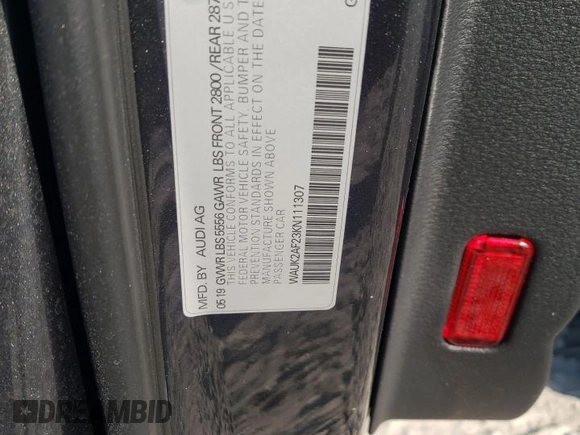 MFD. BY AUDI AG
0519 GVWR LBS 5556 GAWR LBS FRONT 2800 / REAR 287
THIS VEHICLE CONFORMS TO ALL APPLICABLE U S
FEDERAL MOTOR VEHICLE SAFETY, BUMPER AND T
PREVENTION STANDARDS IN EFFECT ON THE DATE
MANUFACTURE SHOWN ABOVE
PASSENGER CAR
WAUK2AF23KN111307
G
DREAMBID